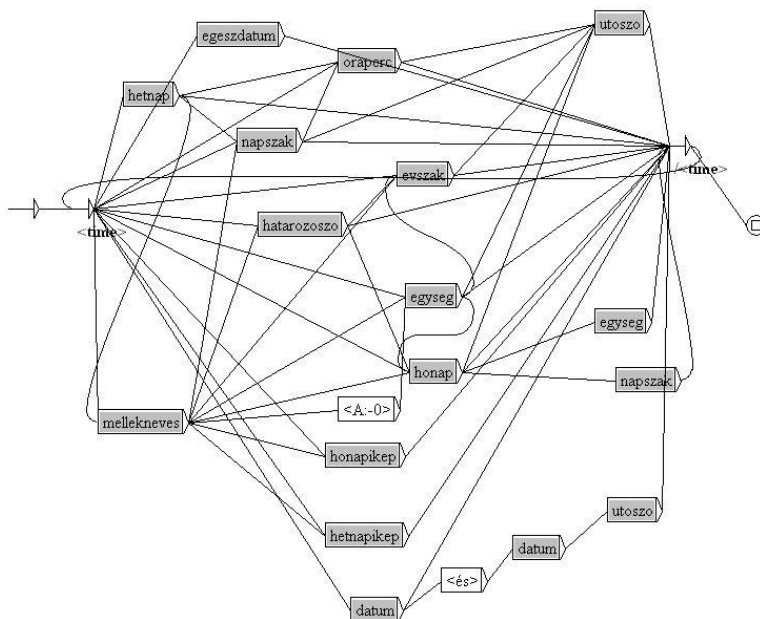 utoszo
egeszdatum
oraperc
hetnap
napszak
evszak
<time>
hatarozoszo
<time>
egyseg
egyseg
honap
napszak
<A:-0>
mellekneves
honapikep
utoszo
hetnapikep
datum
<és>
datum